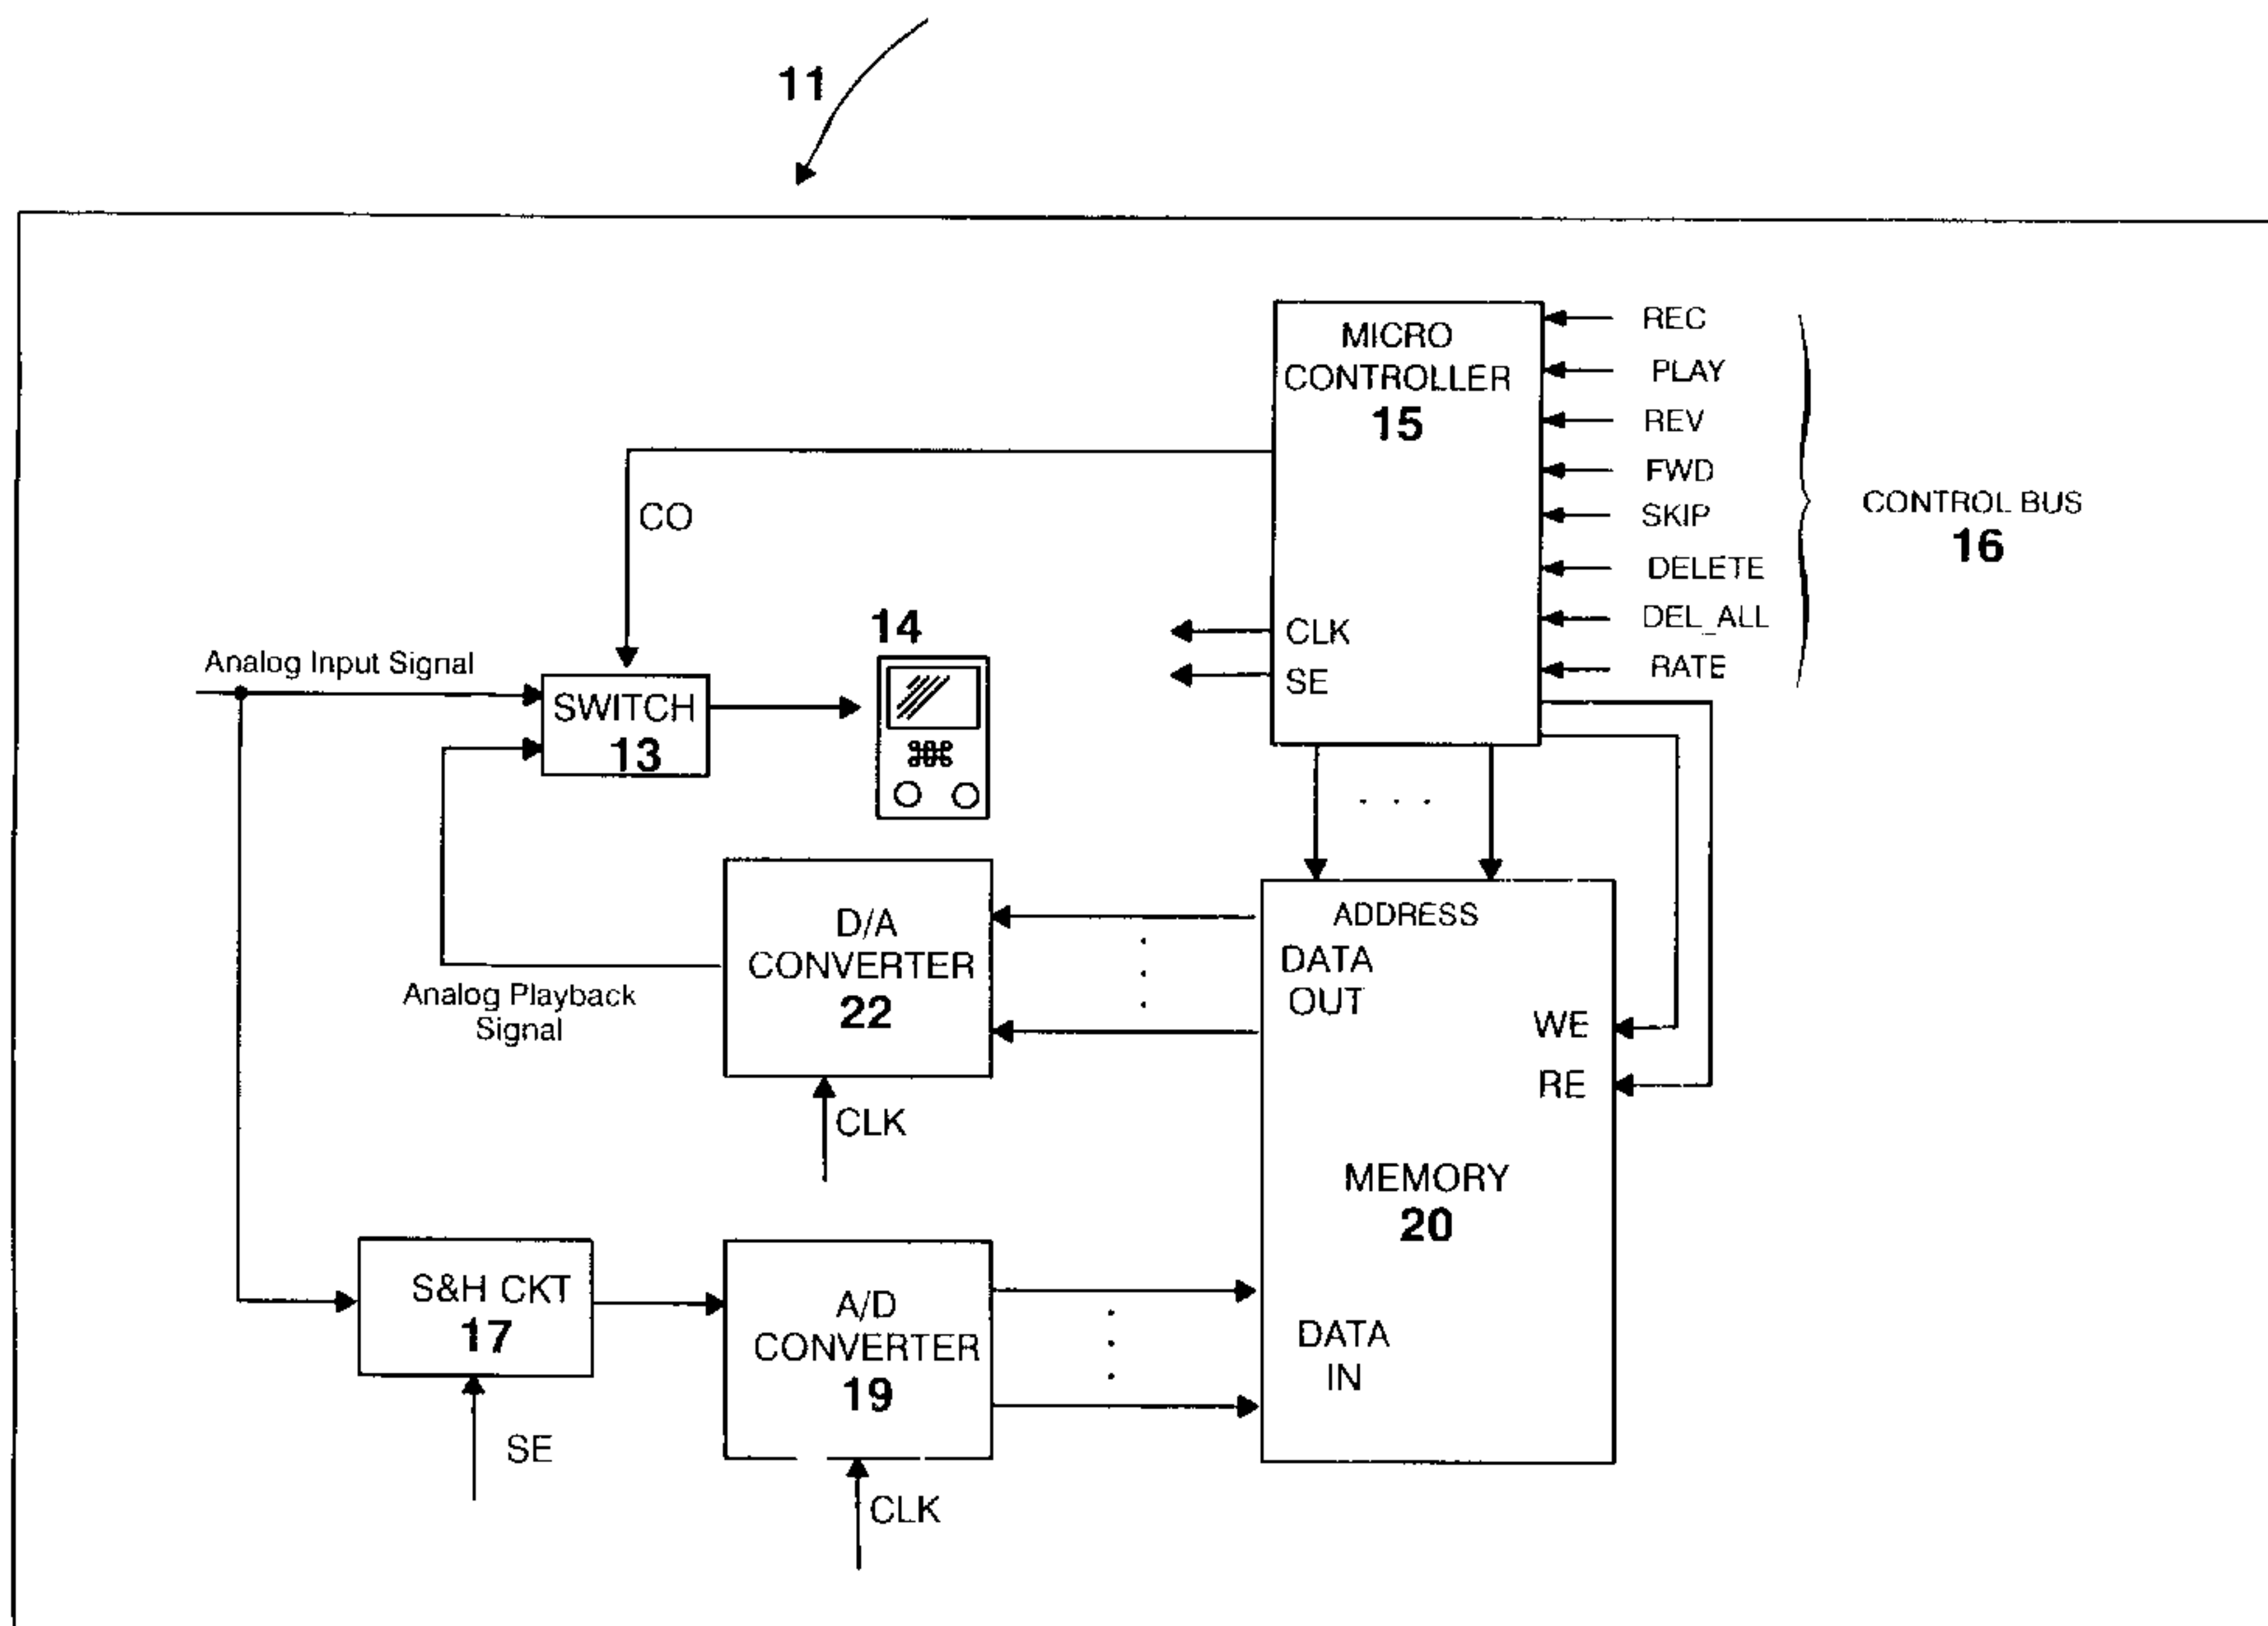 11
MICRO
CONTROLLER
15
REC
PLAY
REV
FWD
SKIP
DELETE
DEL_ALL
RATE
CONTROL BUS
16
CO
CLK
SE
14
Analog Input Signal
SWITCH
13
D/A
CONVERTER
22
Analog Playback
Signal
CLK
ADDRESS
DATA
OUT
WE
RE
MEMORY
20
DATA
IN
S&H CKT
17
SE
A/D
CONVERTER
19
CLK